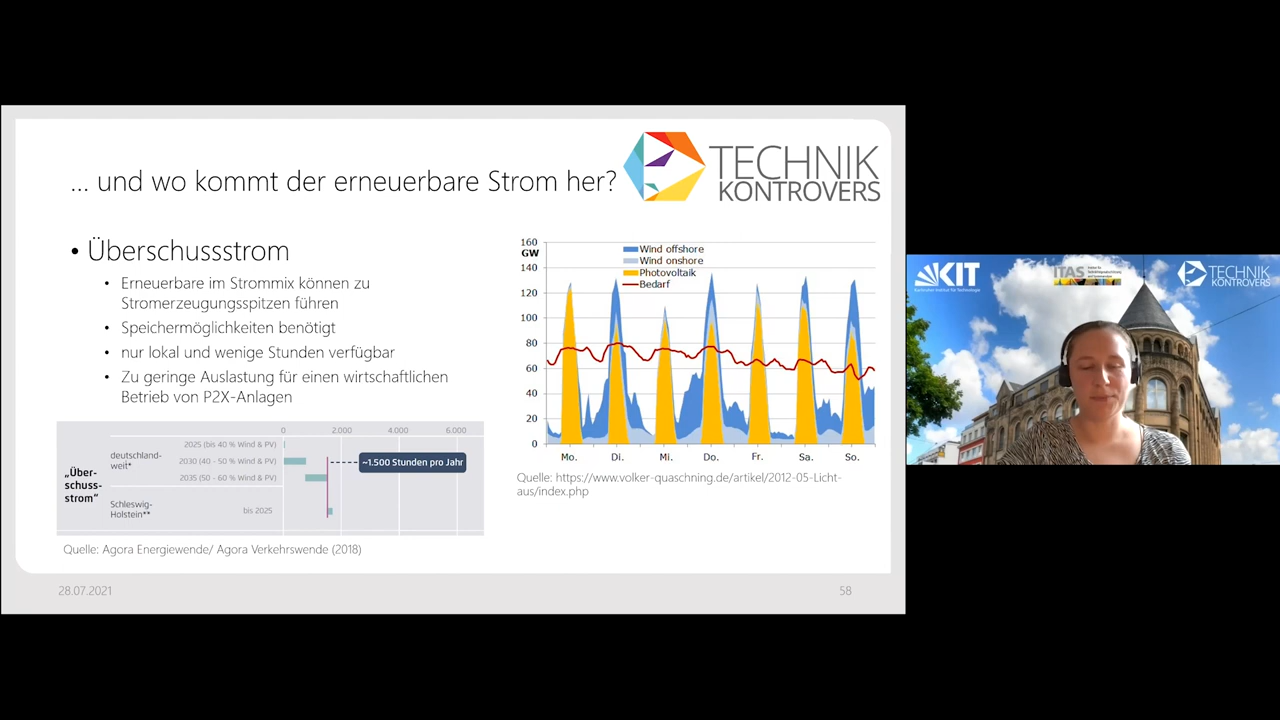 ... und wo kommt der erneuerbare Strom her?
TECHNIK
KONTROVERS
• Überschussstrom
• Erneuerbare im Strommix können zu
Stromerzeugungsspitzen führen
• Speichermöglichkeiten benötigt
• nur lokal und wenige Stunden verfügbar
• Zu geringe Auslastung für einen wirtschaftlichen
Betrieb von P2X-Anlagen
0 2.000 4.000 6.000
„Über-
schuss-
strom“
deutschland-
weit*
2025 (bis 40 % Wind & PV)
2030 (40 - 50 % Wind & PV)
2035 (50 - 60 % Wind & PV)
~1.500 Stunden pro Jahr
Schleswig-
Holstein**
bis 2025
Quelle: Agora Energiewende/ Agora Verkehrswende (2018)
160
GW
140
120
100
80
60
40
20
0
Wind offshore
Wind onshore
Photovoltaik
Bedarf
Mo. Di. Mi. Do. Fr. Sa. So.
Quelle: https://www.volker-quaschning.de/artikel/2012-05-Licht-
aus/index.php
28.07.2021
58
KIT
Karlsruher Institut für Technologie
ITAS
TECHNIK
KONTROVERS